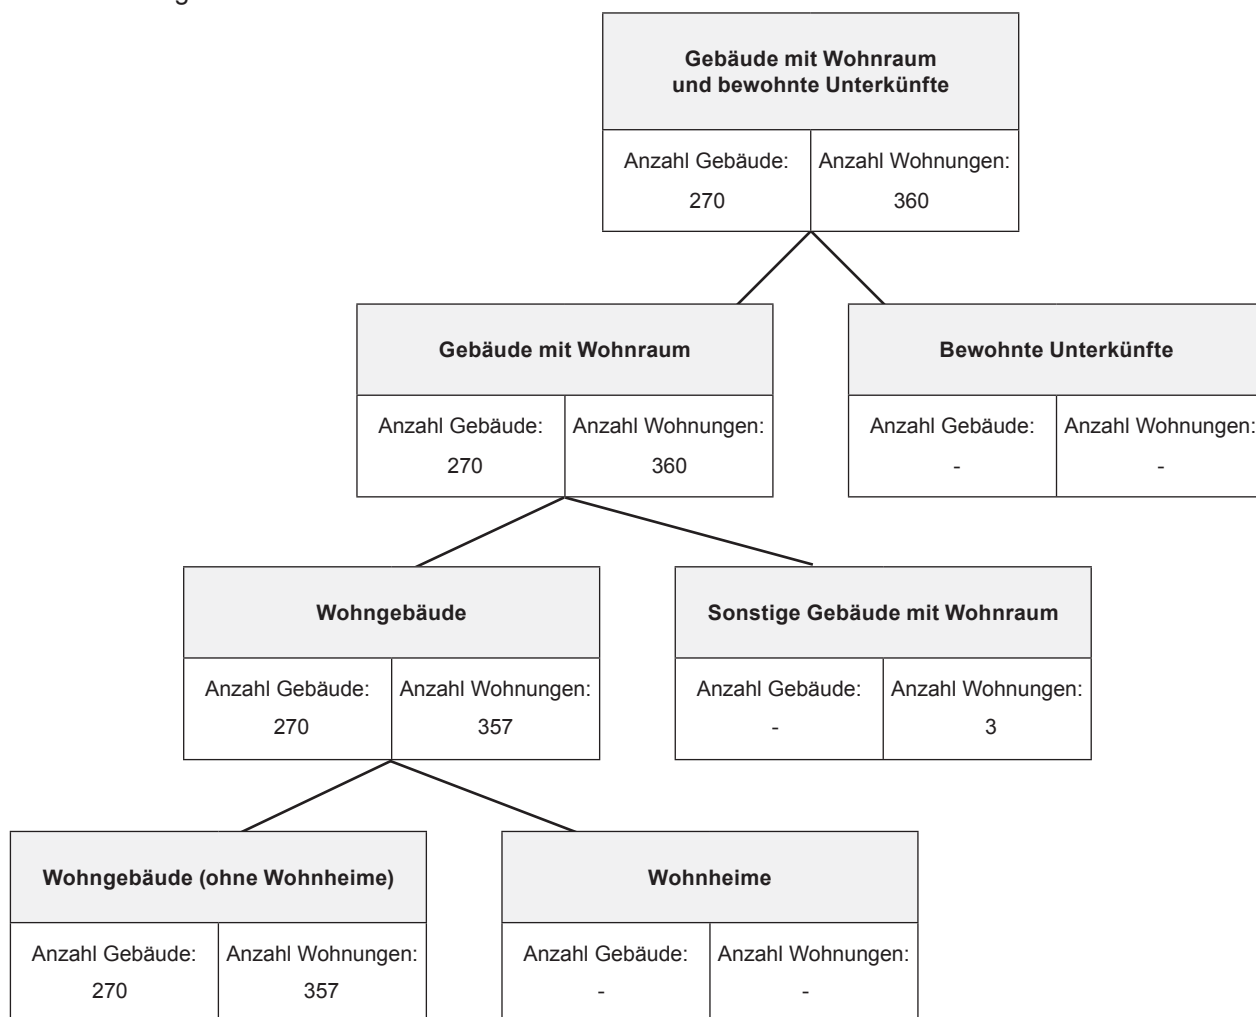 Gebäude mit Wohnraum
und bewohnte Unterkünfte
Anzahl Gebäude: Anzahl Wohnungen:
270 360
Gebäude mit Wohnraum Bewohnte Unterkünfte
Anzahl Gebäude: Anzahl Wohnungen: Anzahl Gebäude: Anzahl Wohnungen:
270 360 - -
Wohngebäude Sonstige Gebäude mit Wohnraum
Anzahl Gebäude: Anzahl Wohnungen: Anzahl Gebäude: Anzahl Wohnungen:
270 357 - 3
Wohngebäude (ohne Wohnheime) Wohnheime
Anzahl Gebäude: Anzahl Wohnungen: Anzahl Gebäude: Anzahl Wohnungen:
270 357 - -